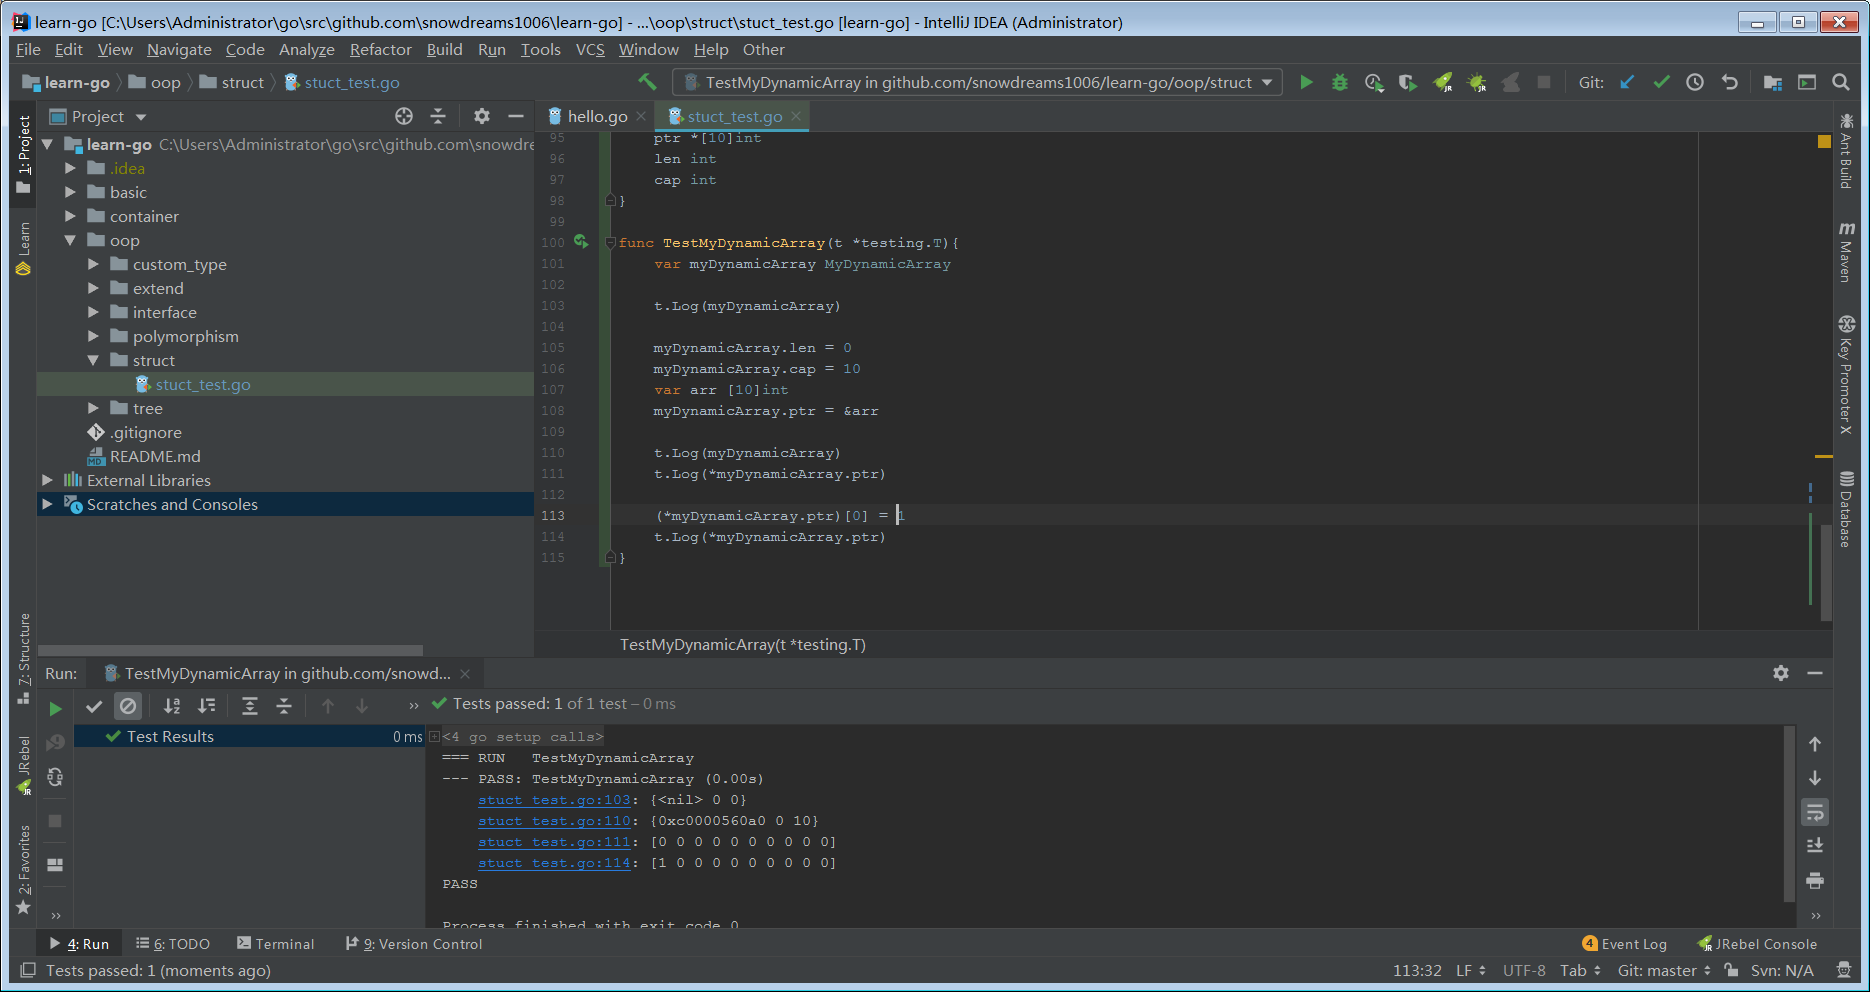 learn-go [C:\Users\Administrator\go\src\github.com\snowdreams1006\learn-go] - ...\oop\struct\stuct_test.go [learn-go] - IntelliJ IDEA (Administrator)
File Edit View Navigate Code Analyze Refactor Build Run Tools VCS Window Help Other
learn-go oop struct stuct_test.go TestMyDynamicArray in github.com/snowdreams1006/learn-go/oop/struct Git:
1: Project
Learn
Z: Structure
JRebel
2: Favorites
Project
learn-go C:\Users\Administrator\go\src\github.com\snowdre
.idea
basic
container
oop
custom_type
extend
interface
polymorphism
struct
stuct_test.go
tree
.gitignore
README.md
External Libraries
Scratches and Consoles
hello.go stuct_test.go
95 ptr *[10]int
96 len int
97 cap int
98 }
99
100 func TestMyDynamicArray(t *testing.T){
101 var myDynamicArray MyDynamicArray
102
103 t.Log(myDynamicArray)
104
105 myDynamicArray.len = 0
106 myDynamicArray.cap = 10
107 var arr [10]int
108 myDynamicArray.ptr = &arr
109
110 t.Log(myDynamicArray)
111 t.Log(*myDynamicArray.ptr)
112
113 (*myDynamicArray.ptr)[0] = 1
114 t.Log(*myDynamicArray.ptr)
115 }
TestMyDynamicArray(t *testing.T)
Ant Build
Maven
Key Promoter X
Database
Run: TestMyDynamicArray in github.com/snowd...
Tests passed: 1 of 1 test – 0 ms
Test Results 0 ms
<4 go setup calls>
=== RUN TestMyDynamicArray
--- PASS: TestMyDynamicArray (0.00s)
stuct_test.go:103: {<nil> 0 0}
stuct_test.go:110: {0xc0000560a0 0 10}
stuct_test.go:111: [0 0 0 0 0 0 0 0 0 0]
stuct_test.go:114: [1 0 0 0 0 0 0 0 0 0]
PASS
Process finished with exit code 0
4: Run 6: TODO Terminal 9: Version Control 4 Event Log JRebel Console
Tests passed: 1 (moments ago) 113:32 LF UTF-8 Tab Git: master Svn: N/A